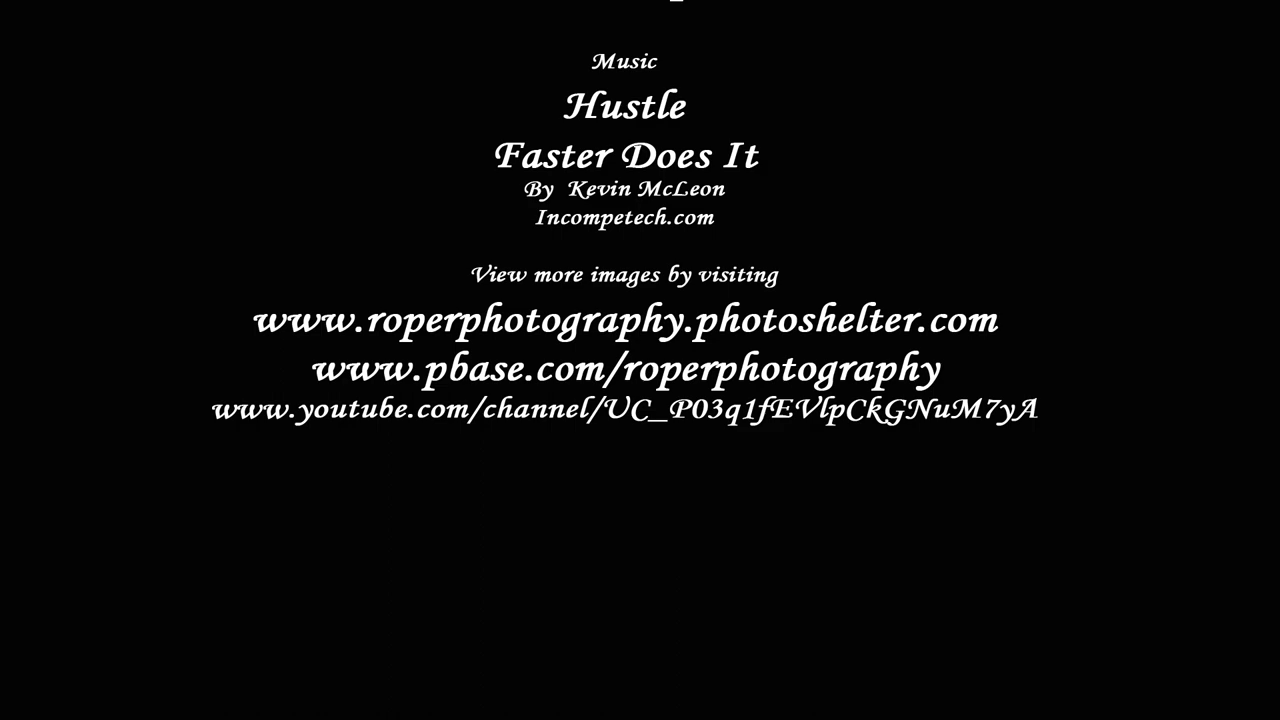 Music
Hustle
Faster Does It
By Kevin McLeon
Incompetech.com
View more images by visiting
www.roperphotography.photoshelter.com
www.pbase.com/roperphotography
www.youtube.com/channel/UC_P03q1fEVlpCkGNuM7yA